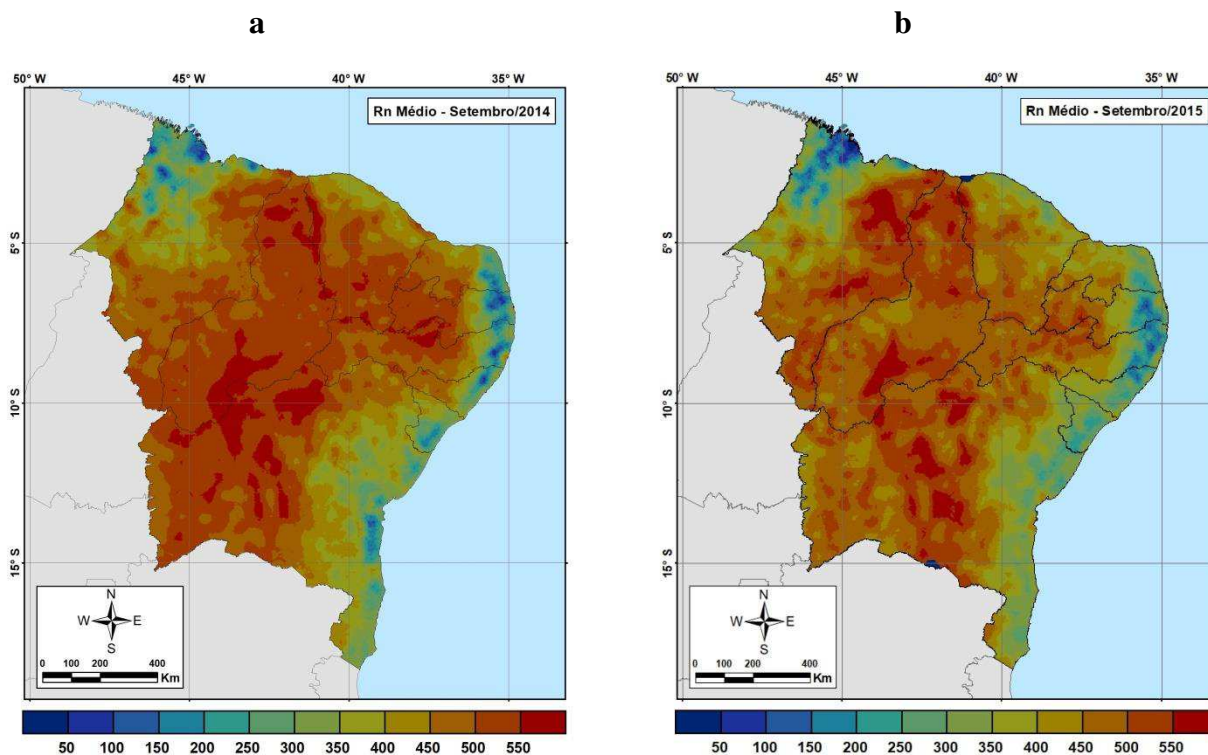 a
50° W 45° W 40° W 35° W
Rn Médio - Setembro/2014
5° S
10° S
15° S
N
W E
S
0 100 200 400
Km
50 100 150 200 250 300 350 400 450 500 550
b
50° W 45° W 40° W 35° W
Rn Médio - Setembro/2015
5° S
10° S
15° S
N
W E
S
0 100 200 400
Km
50 100 150 200 250 300 350 400 450 500 550